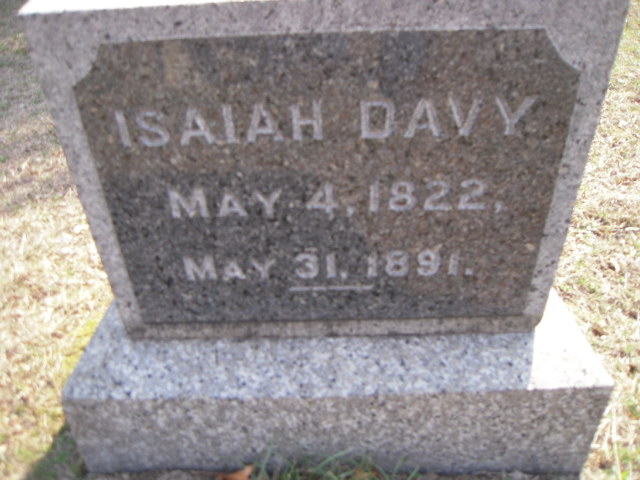 ISAIAH DAVY
MAY 4, 1822,
MAY 31, 1891.